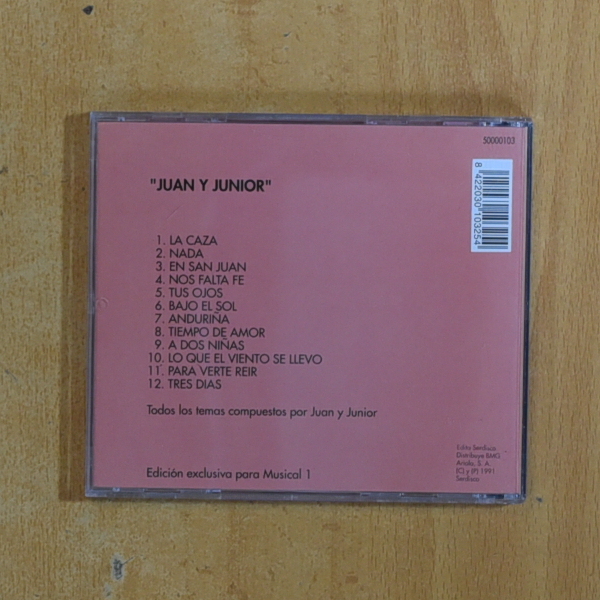 50000103
"JUAN Y JUNIOR"
8 422030 103254
1. LA CAZA
2. NADA
3. EN SAN JUAN
4. NOS FALTA FE
5. TUS OJOS
6. BAJO EL SOL
7. ANDURIÑA
8. TIEMPO DE AMOR
9. A DOS NIÑAS
10. LO QUE EL VIENTO SE LLEVO
11. PARA VERTE REIR
12. TRES DIAS
Todos los temas compuestos por Juan y Junior
Edición exclusiva para Musical 1
Edita Serdisco
Distribuye BMG
Ariola, S. A.
(C) y (P) 1991
Serdisco